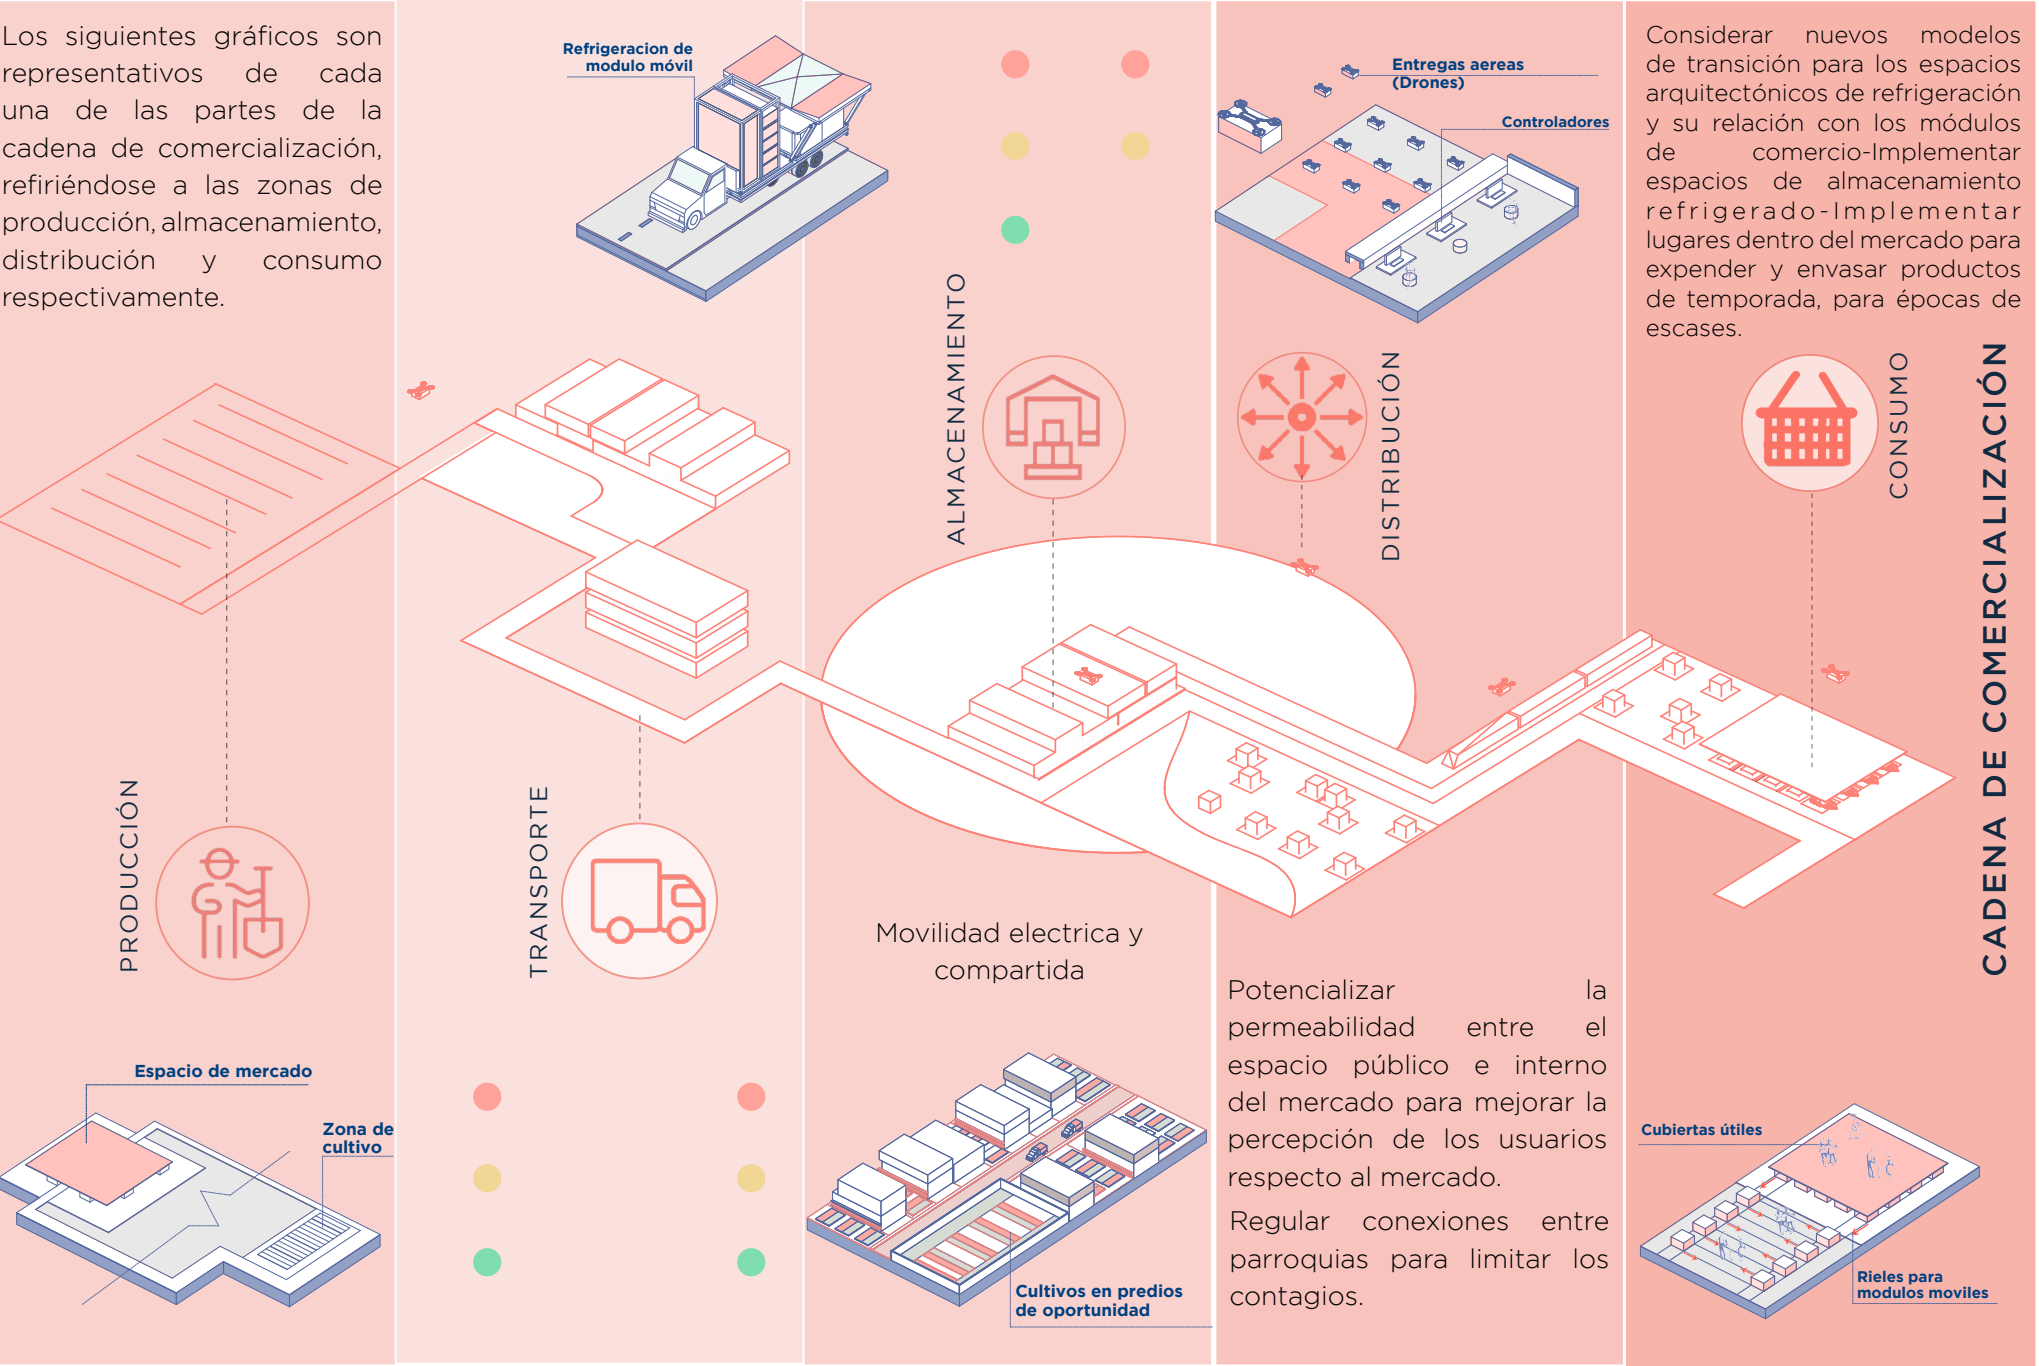 Los siguientes gráficos son
representativos de cada
una de las partes de la
cadena de comercialización,
refiriéndose a las zonas de
producción, almacenamiento,
distribución y consumo
respectivamente.
PRODUCCIÓN
Espacio de mercado
Zona de
cultivo
Refrigeracion de
modulo móvil
TRANSPORTE
ALMACENAMIENTO
Movilidad electrica y
compartida
Cultivos en predios
de oportunidad
Entregas aereas
(Drones)
Controladores
DISTRIBUCIÓN
Potencializar la
permeabilidad entre el
espacio público e interno
del mercado para mejorar la
percepción de los usuarios
respecto al mercado.
Regular conexiones entre
parroquias para limitar los
contagios.
Considerar nuevos modelos
de transición para los espacios
arquitectónicos de refrigeración
y su relación con los módulos
de comercio-Implementar
espacios de almacenamiento
refrigerado-Implementar
lugares dentro del mercado para
expender y envasar productos
de temporada, para épocas de
escases.
CONSUMO
CADENA DE COMERCIALIZACIÓN
Cubiertas útiles
Rieles para
modulos moviles